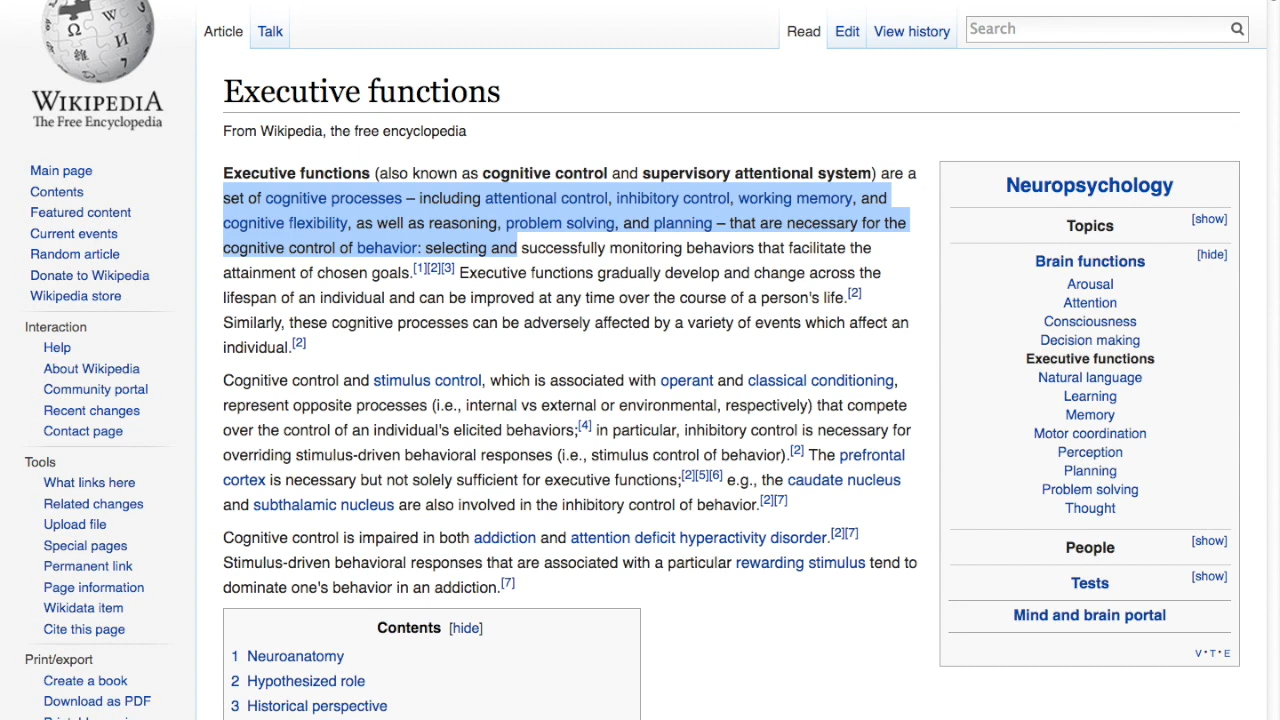 Article
Talk
Read
Edit
View history
Search
Ω
W
И
維
7
WIKIPEDIA
The Free Encyclopedia
Main page
Contents
Featured content
Current events
Random article
Donate to Wikipedia
Wikipedia store
Interaction
Help
About Wikipedia
Community portal
Recent changes
Contact page
Tools
What links here
Related changes
Upload file
Special pages
Permanent link
Page information
Wikidata item
Cite this page
Print/export
Create a book
Download as PDF
Executive functions
From Wikipedia, the free encyclopedia
Executive functions (also known as cognitive control and supervisory attentional system) are a
set of cognitive processes – including attentional control, inhibitory control, working memory, and
cognitive flexibility, as well as reasoning, problem solving, and planning – that are necessary for the
cognitive control of behavior: selecting and successfully monitoring behaviors that facilitate the
attainment of chosen goals.[1][2][3] Executive functions gradually develop and change across the
lifespan of an individual and can be improved at any time over the course of a person's life.[2]
Similarly, these cognitive processes can be adversely affected by a variety of events which affect an
individual.[2]
Cognitive control and stimulus control, which is associated with operant and classical conditioning,
represent opposite processes (i.e., internal vs external or environmental, respectively) that compete
over the control of an individual's elicited behaviors;[4] in particular, inhibitory control is necessary for
overriding stimulus-driven behavioral responses (i.e., stimulus control of behavior).[2] The prefrontal
cortex is necessary but not solely sufficient for executive functions;[2][5][6] e.g., the caudate nucleus
and subthalamic nucleus are also involved in the inhibitory control of behavior.[2][7]
Cognitive control is impaired in both addiction and attention deficit hyperactivity disorder.[2][7]
Stimulus-driven behavioral responses that are associated with a particular rewarding stimulus tend to
dominate one's behavior in an addiction.[7]
Contents [hide]
1 Neuroanatomy
2 Hypothesized role
3 Historical perspective
Neuropsychology
Topics [show]
Brain functions [hide]
Arousal
Attention
Consciousness
Decision making
Executive functions
Natural language
Learning
Memory
Motor coordination
Perception
Planning
Problem solving
Thought
People [show]
Tests [show]
Mind and brain portal
V·T·E